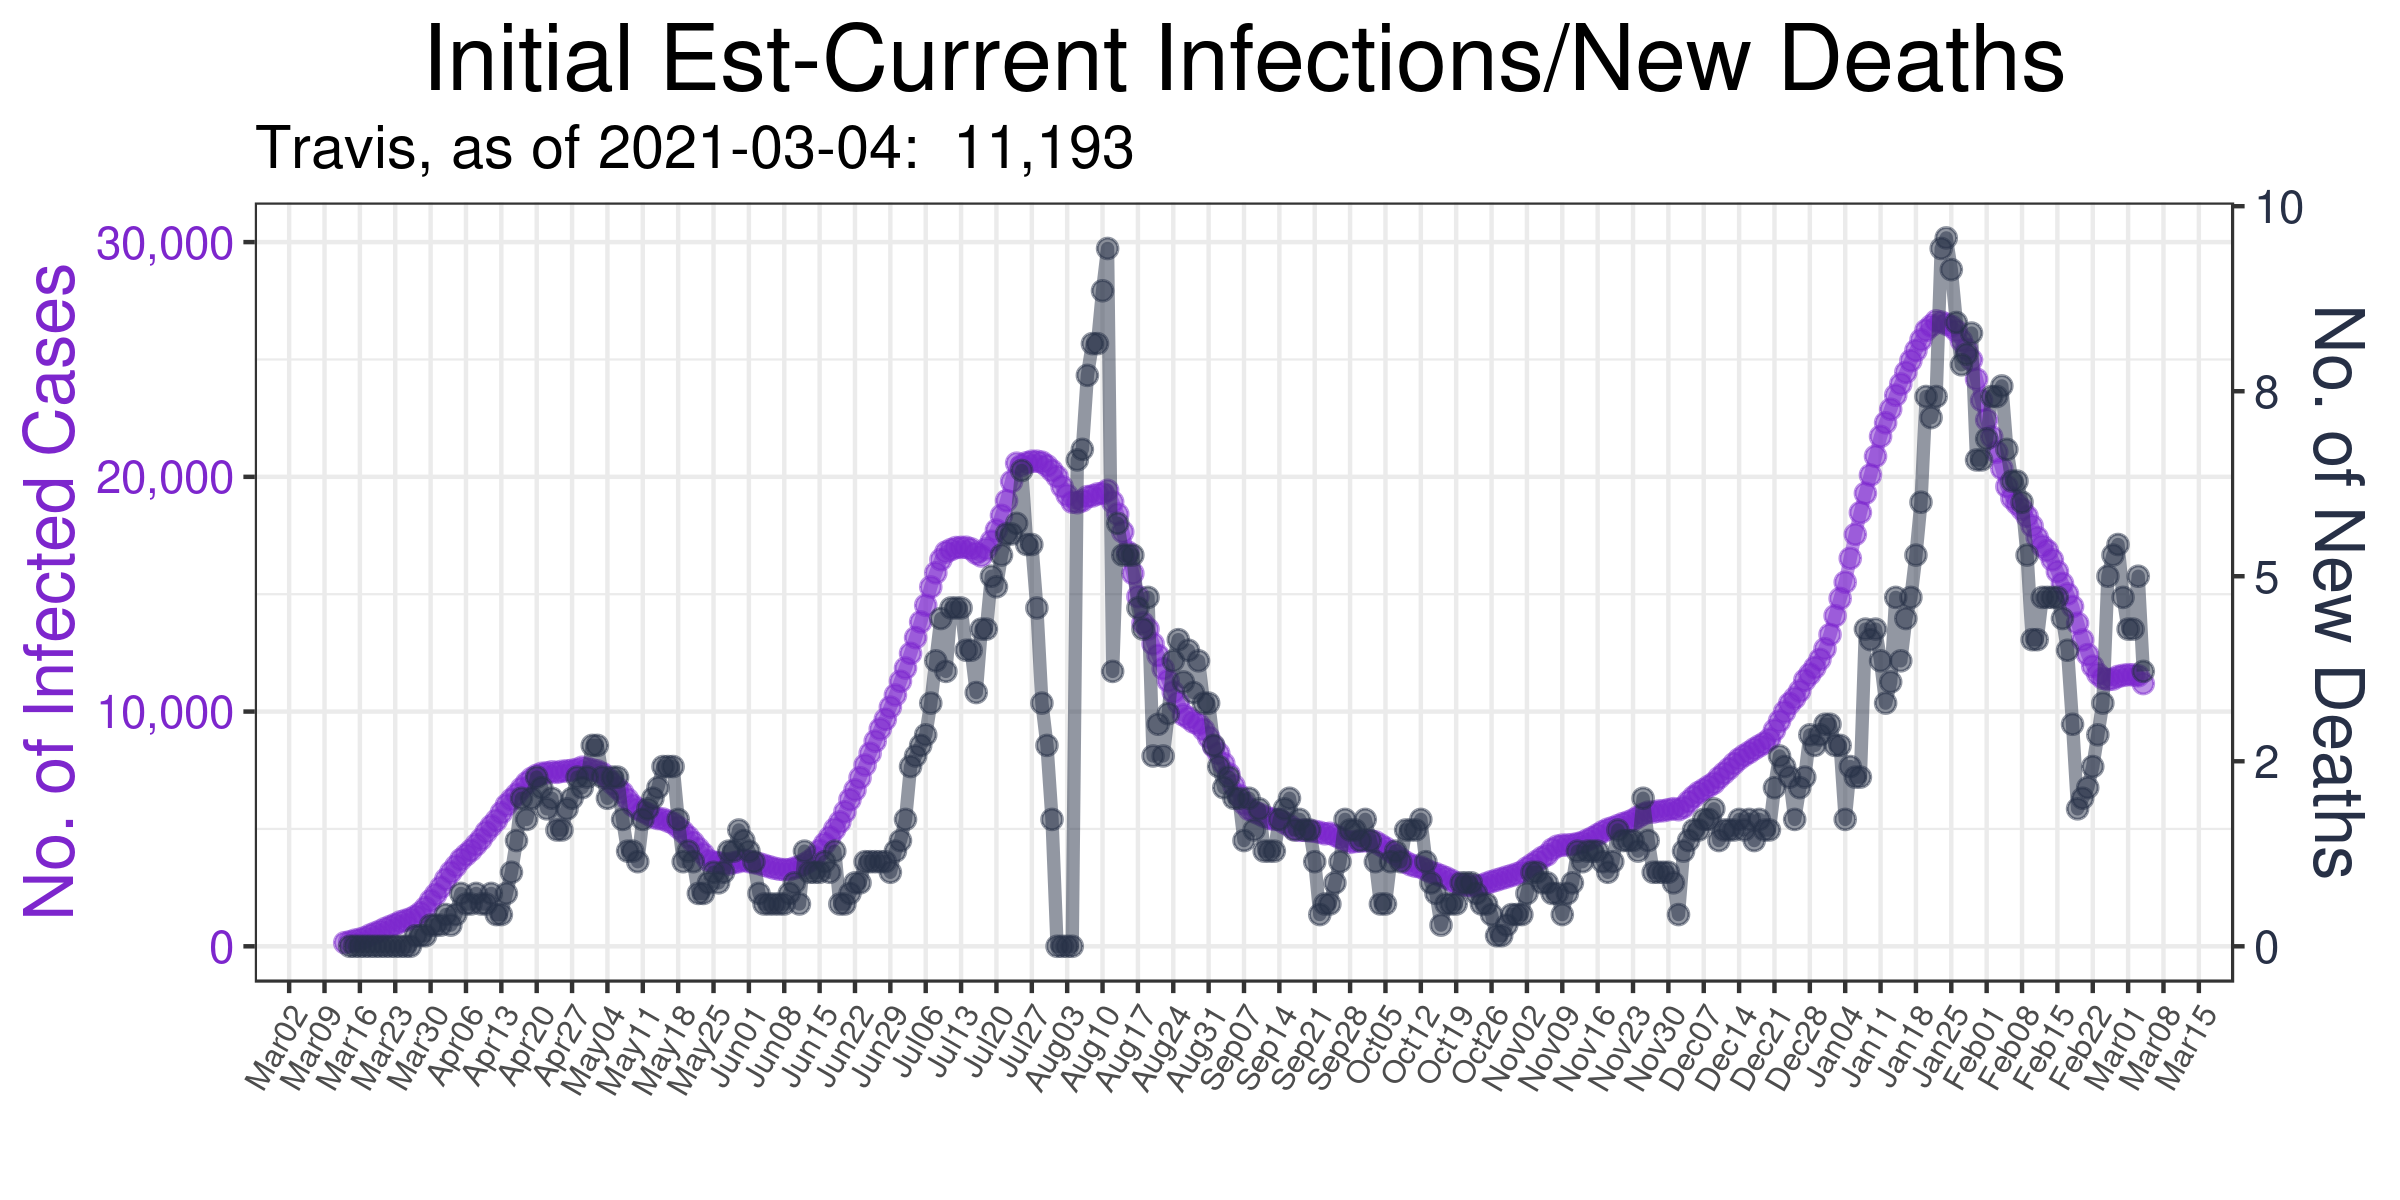 Initial Est-Current Infections/New Deaths
Travis, as of 2021-03-04: 11,193
No. of Infected Cases
30,000
20,000
10,000
0
10
8
5
2
0
No. of New Deaths
Mar02 Mar09 Mar16 Mar23 Mar30 Apr06 Apr13 Apr20 Apr27 May04 May11 May18 May25 Jun01 Jun08 Jun15 Jun22 Jun29 Jul06 Jul13 Jul20 Jul27 Aug03 Aug10 Aug17 Aug24 Aug31 Sep07 Sep14 Sep21 Sep28 Oct05 Oct12 Oct19 Oct26 Nov02 Nov09 Nov16 Nov23 Nov30 Dec07 Dec14 Dec21 Dec28 Jan04 Jan11 Jan18 Jan25 Feb01 Feb08 Feb15 Feb22 Mar01 Mar08 Mar15